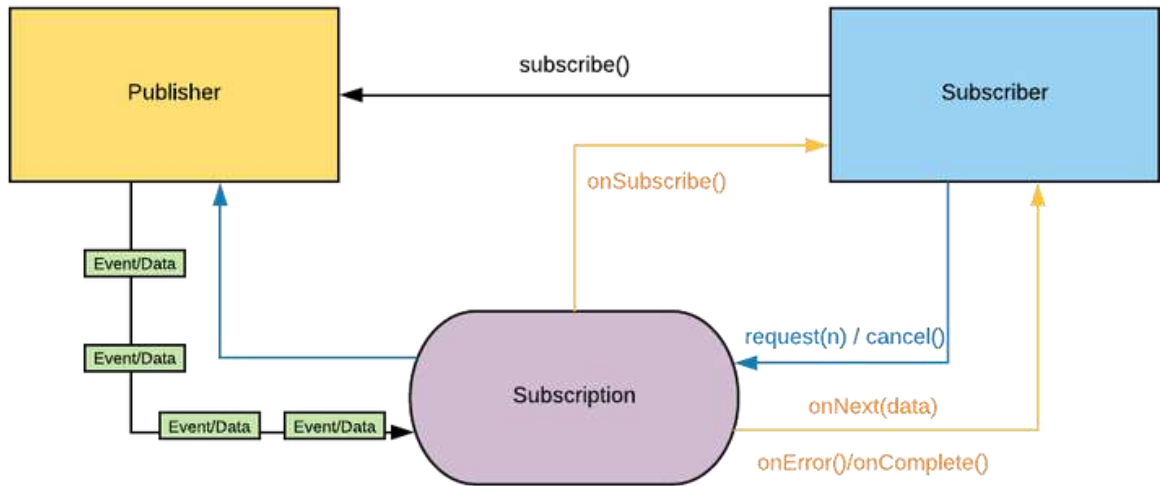 Publisher
subscribe()
Subscriber
onSubscribe()
Event/Data
request(n) / cancel()
Event/Data
Subscription
onNext(data)
Event/Data
Event/Data
onError()/onComplete()